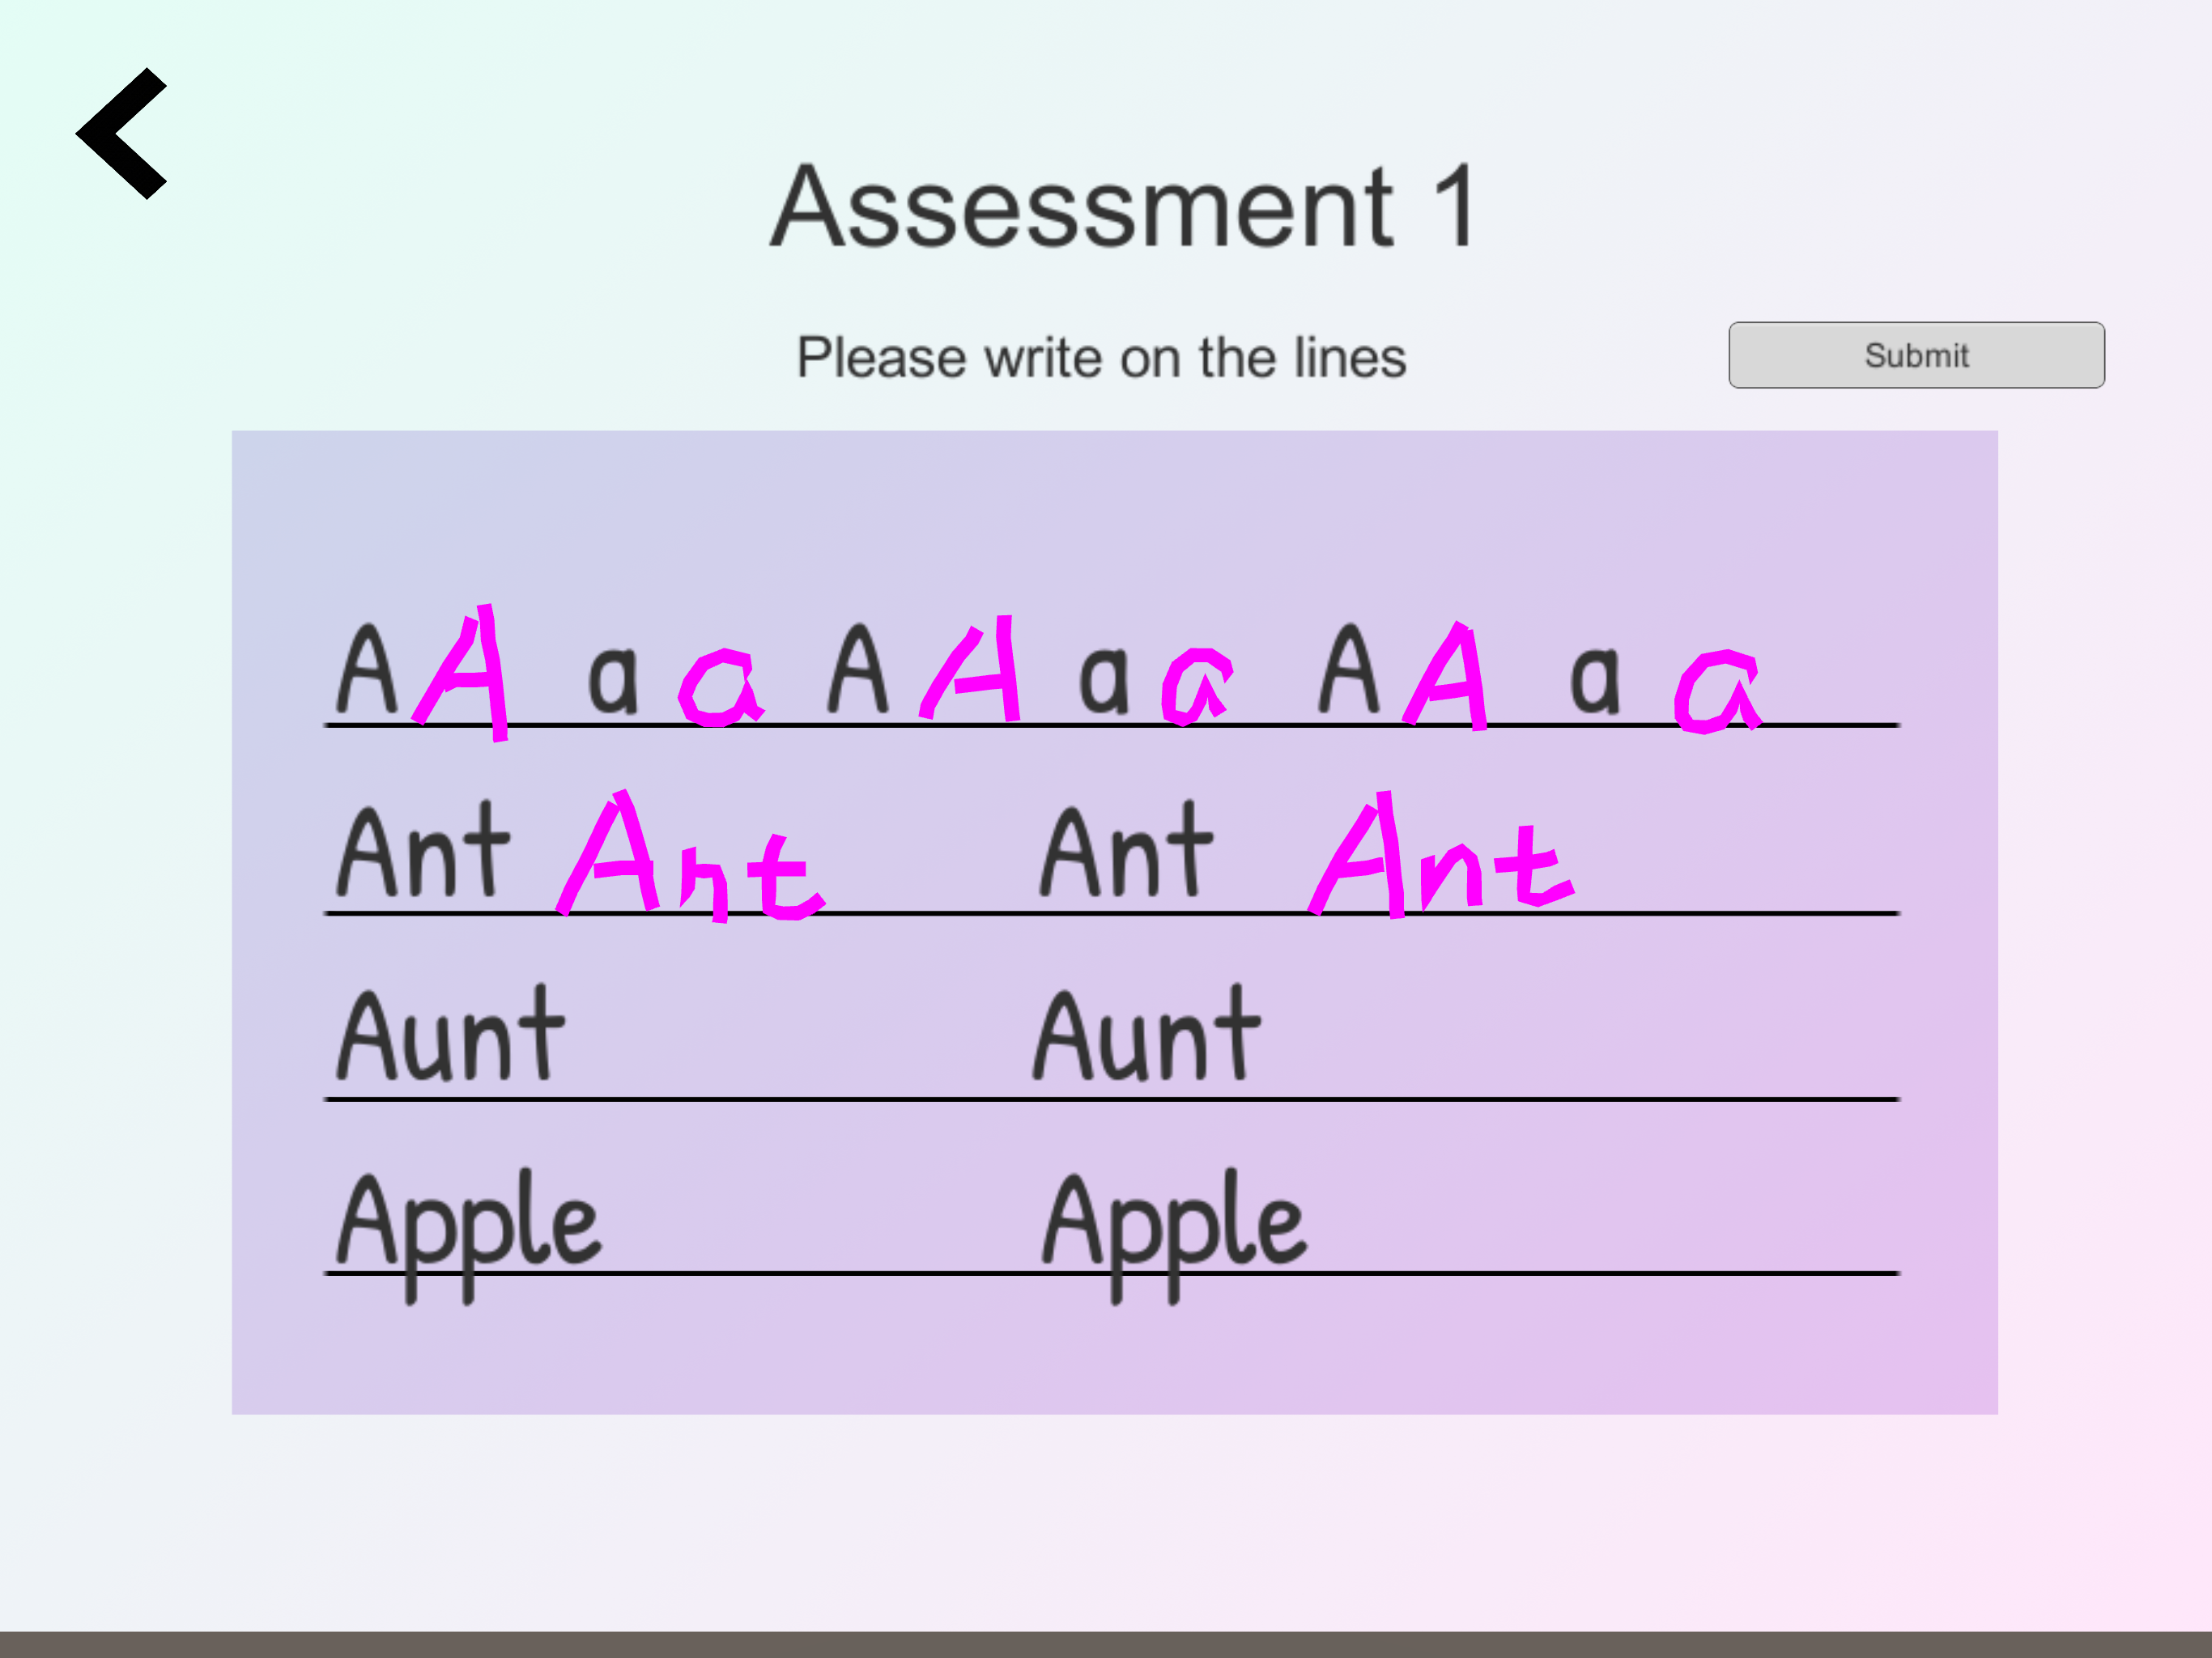 Assessment 1
Please write on the lines
Submit
A A a a A A a a A A a a
Ant Ant Ant Ant
Aunt Aunt
Apple Apple